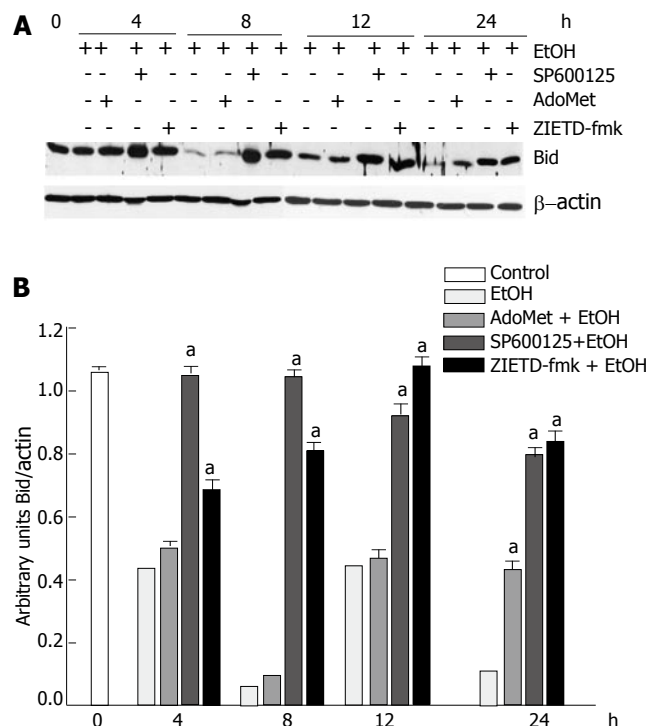 A 0 4 8 12 24 h
++ + + + + + + + + + + + + + + + EtOH
- - + - - - + - - - + - - - + - SP600125
- + - - - + - - - + - - - + - - AdoMet
- - - + - - - + - - - + - - - + ZIETD-fmk
Bid
β–actin
B
Control
EtOH
AdoMet + EtOH
SP600125+EtOH
ZIETD-fmk + EtOH
Arbitrary units Bid/actin
1.2
1.0
0.8
0.6
0.4
0.2
0.0
a a a a a a a a a
0 4 8 12 24 h